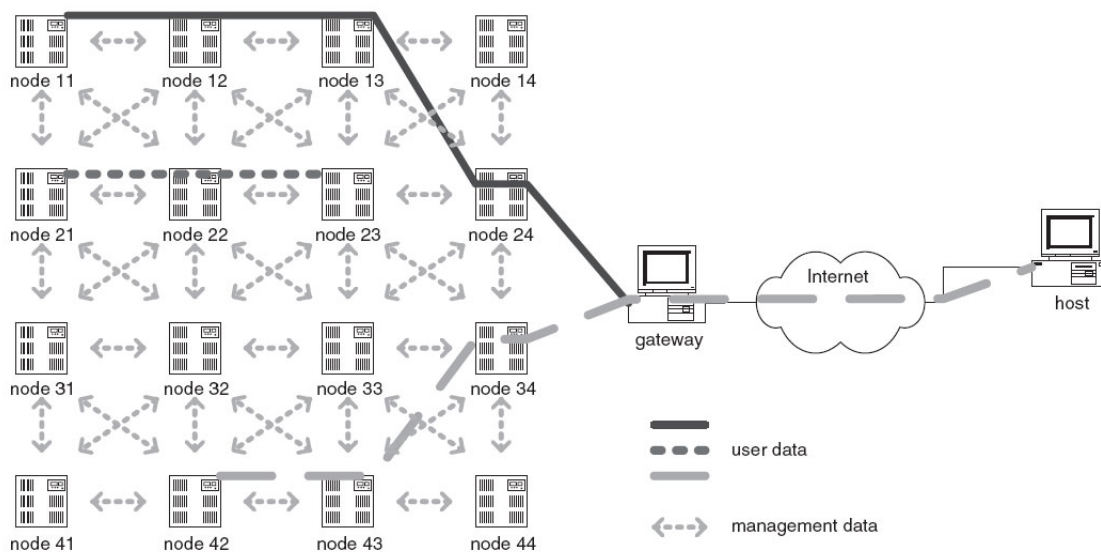 node 11
node 12
node 13
node 14
node 21
node 22
node 23
node 24
Internet
host
gateway
node 31
node 32
node 33
node 34
user data
node 41
node 42
node 43
node 44
management data